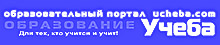 образовательный портал ucheba.com
ОБРАЗОВАНИЕ
Учеба
Для тех, кто учится и учит!